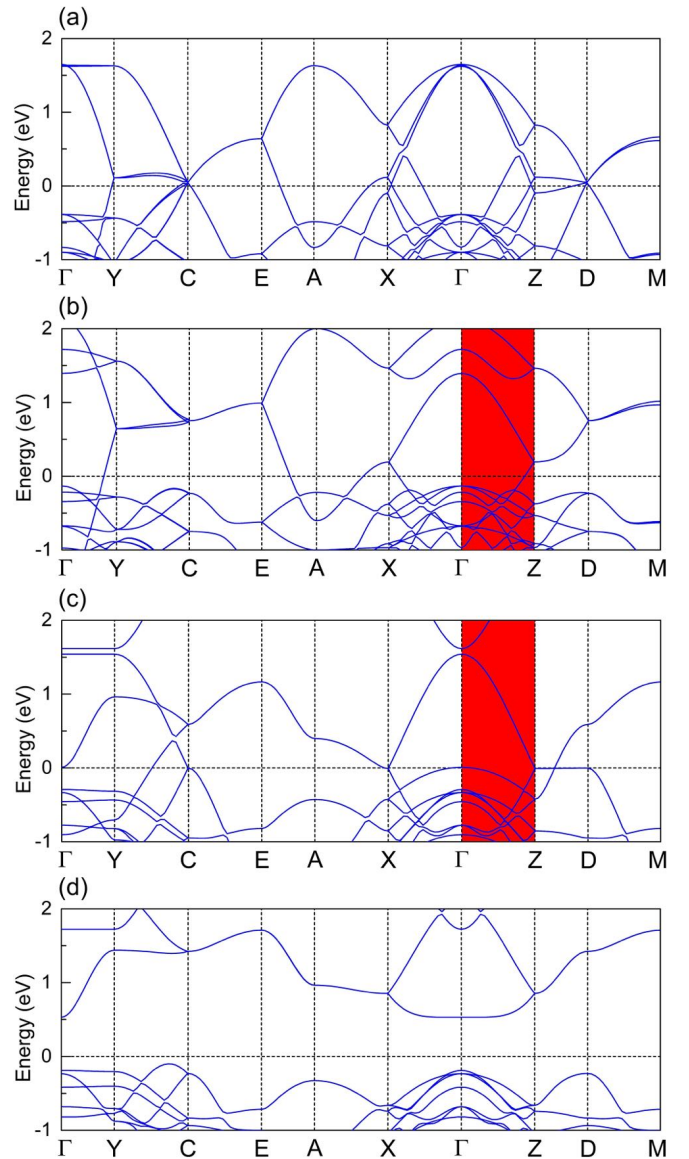 (a)
2
1
0
-1
Energy (eV)
Γ Y C E A X Γ Z D M
(b)
2
1
0
-1
Energy (eV)
Γ Y C E A X Γ Z D M
(c)
2
1
0
-1
Energy (eV)
Γ Y C E A X Γ Z D M
(d)
2
1
0
-1
Energy (eV)
Γ Y C E A X Γ Z D M